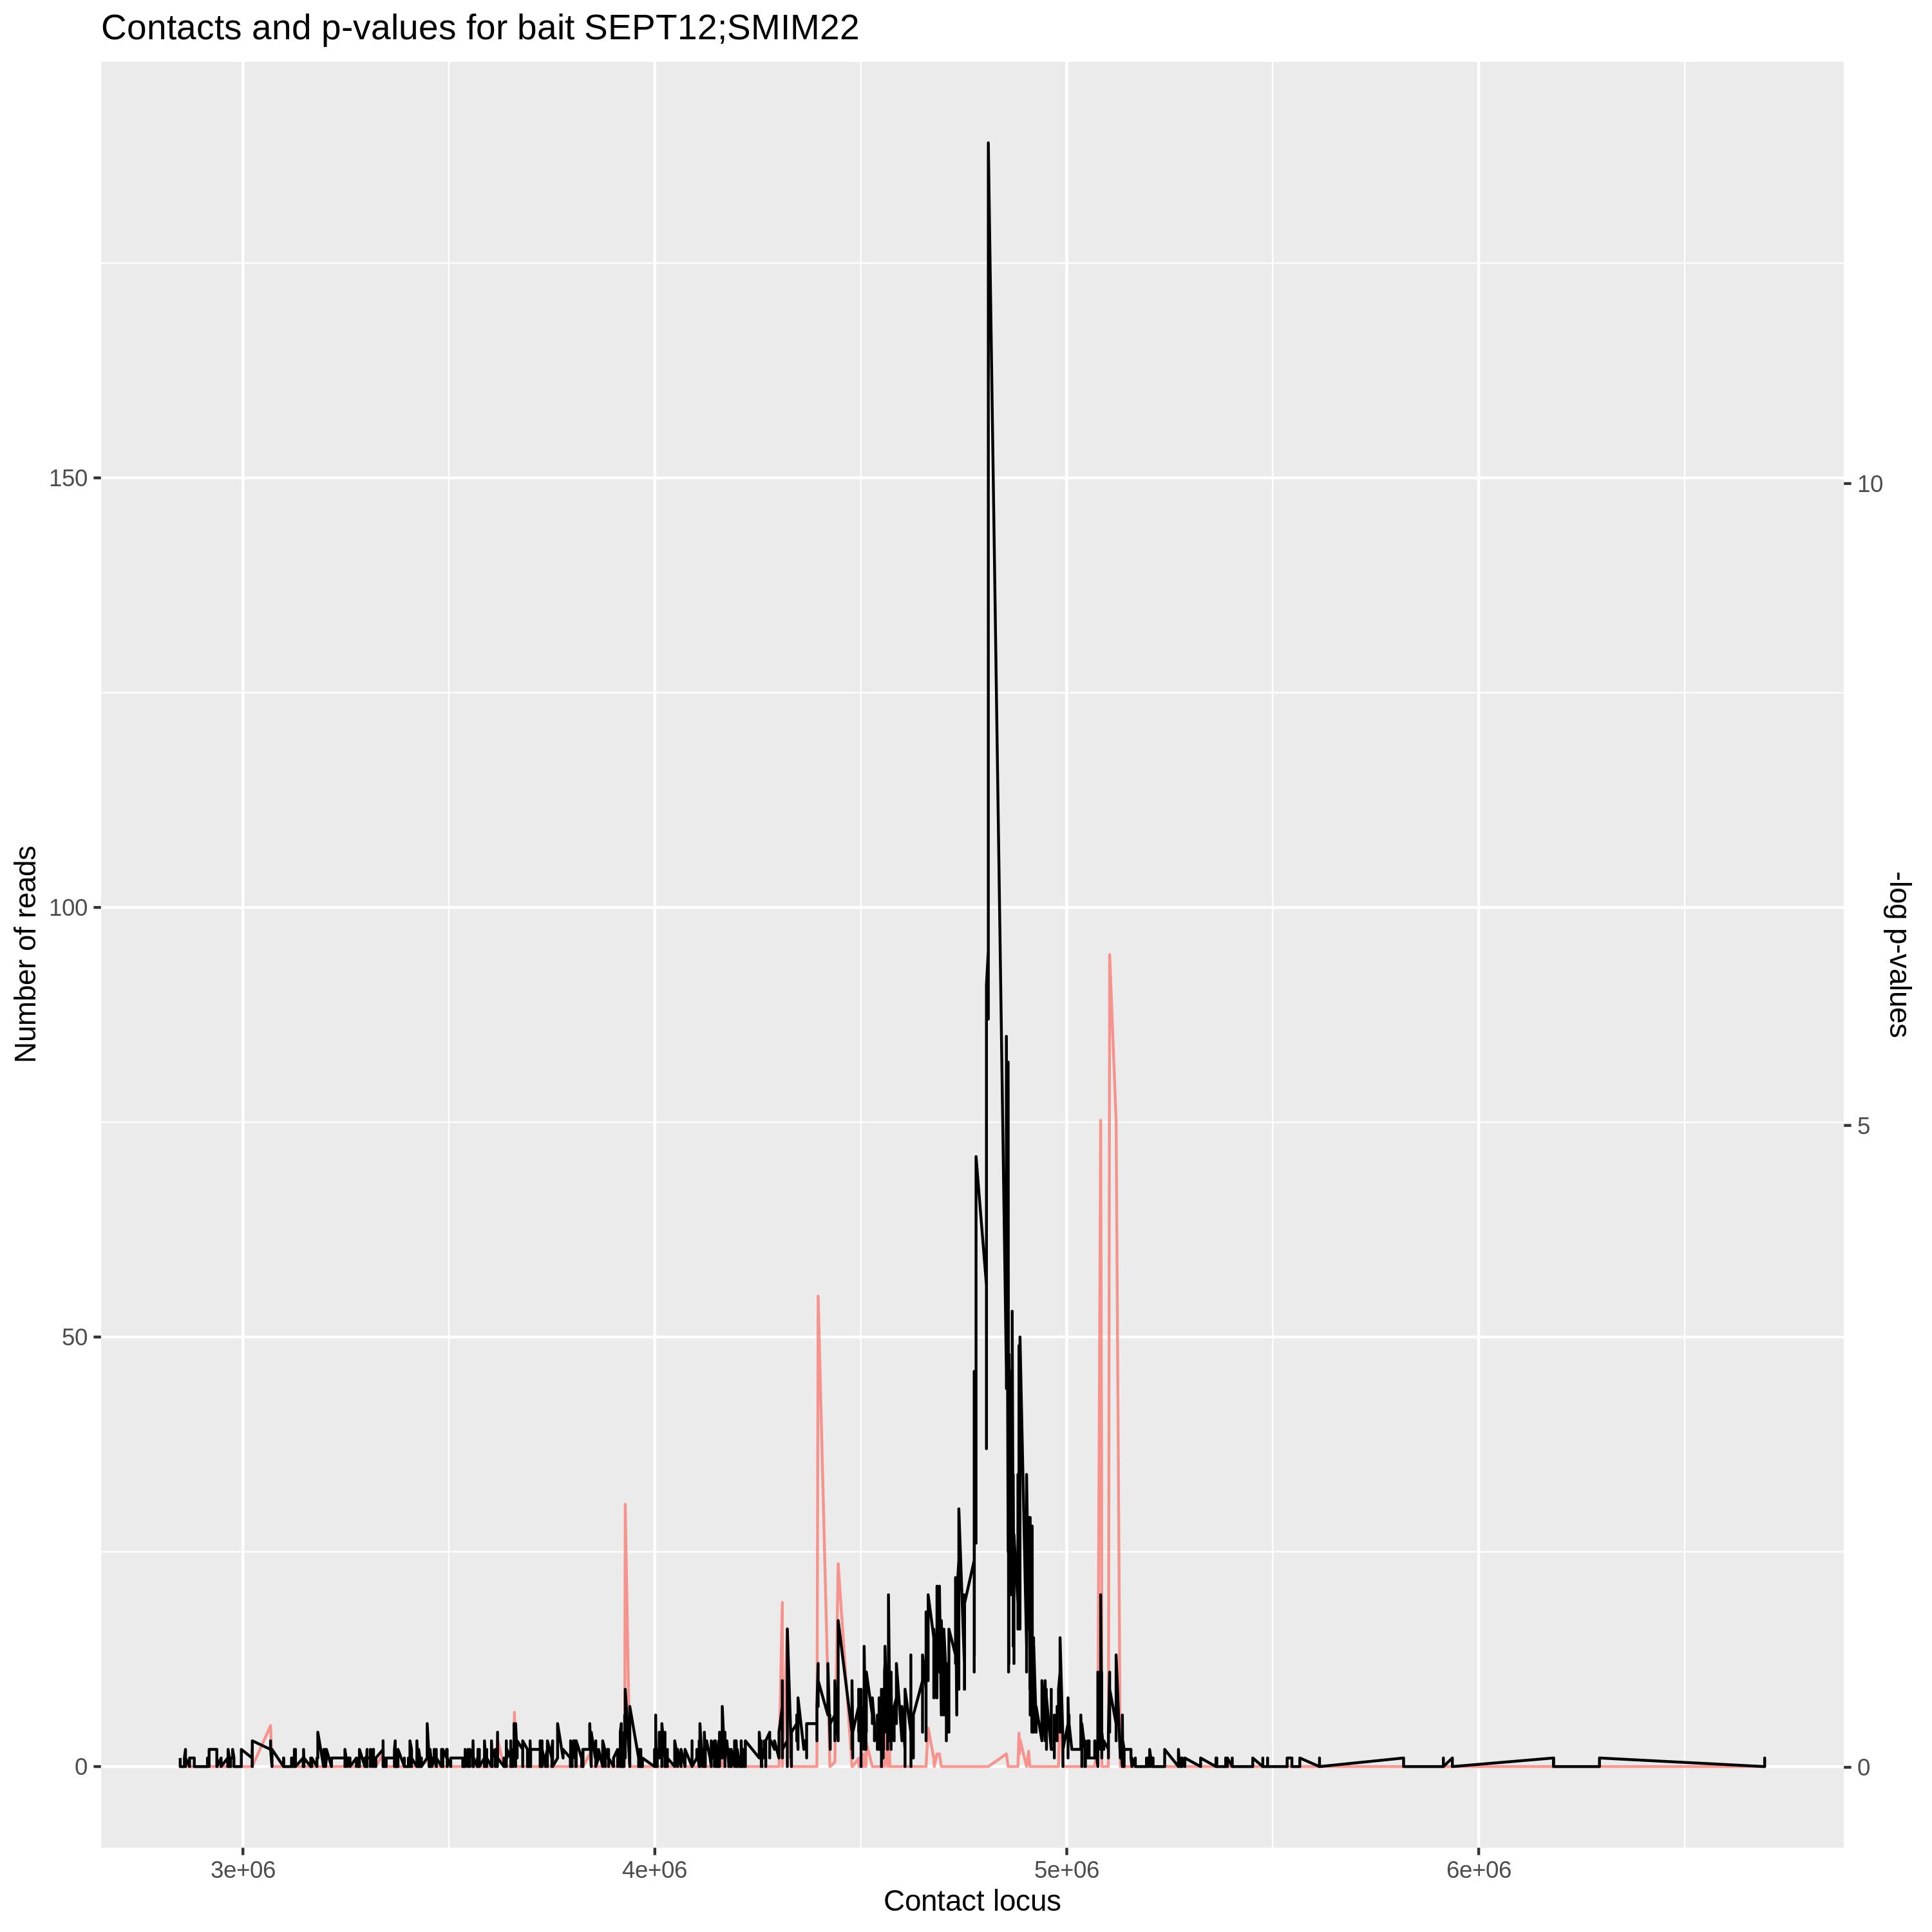 Contacts and p-values for bait SEPT12;SMIM22
Number of reads
150
100
50
0
10
5
0
-log p-values
3e+06
4e+06
5e+06
6e+06
Contact locus